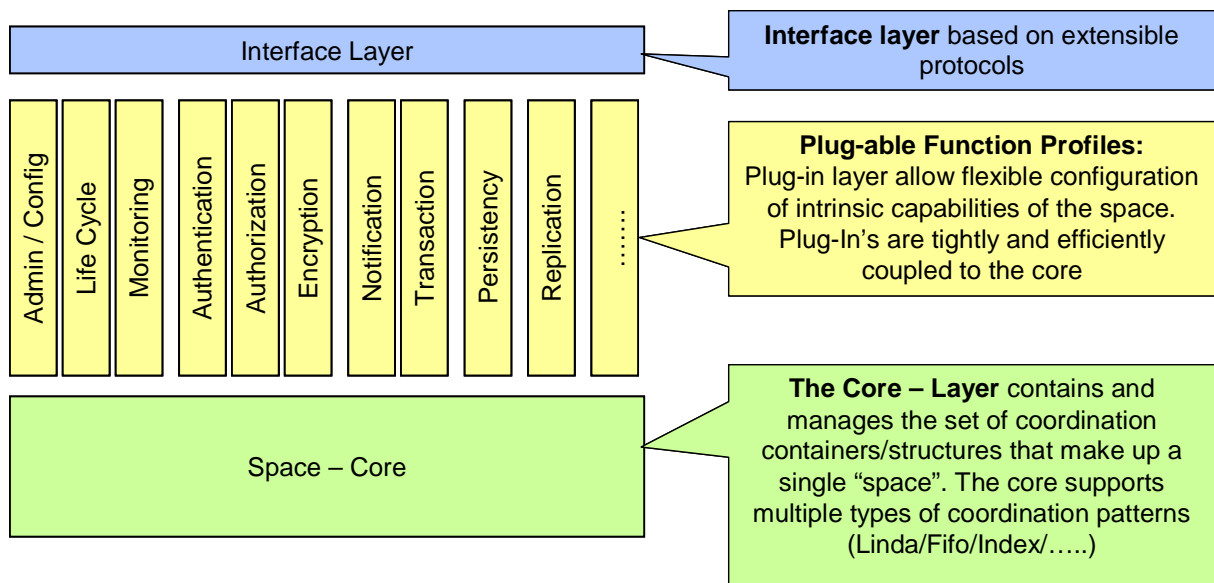 Interface Layer
Interface layer based on extensible
protocols
Admin / Config
Life Cycle
Monitoring
Authentication
Authorization
Encryption
Notification
Transaction
Persistency
Replication
.......
Plug-able Function Profiles:
Plug-in layer allow flexible configuration
of intrinsic capabilities of the space.
Plug-In's are tightly and efficiently
coupled to the core
Space – Core
The Core – Layer contains and
manages the set of coordination
containers/structures that make up a
single “space”. The core supports
multiple types of coordination patterns
(Linda/Fifo/Index/…..)